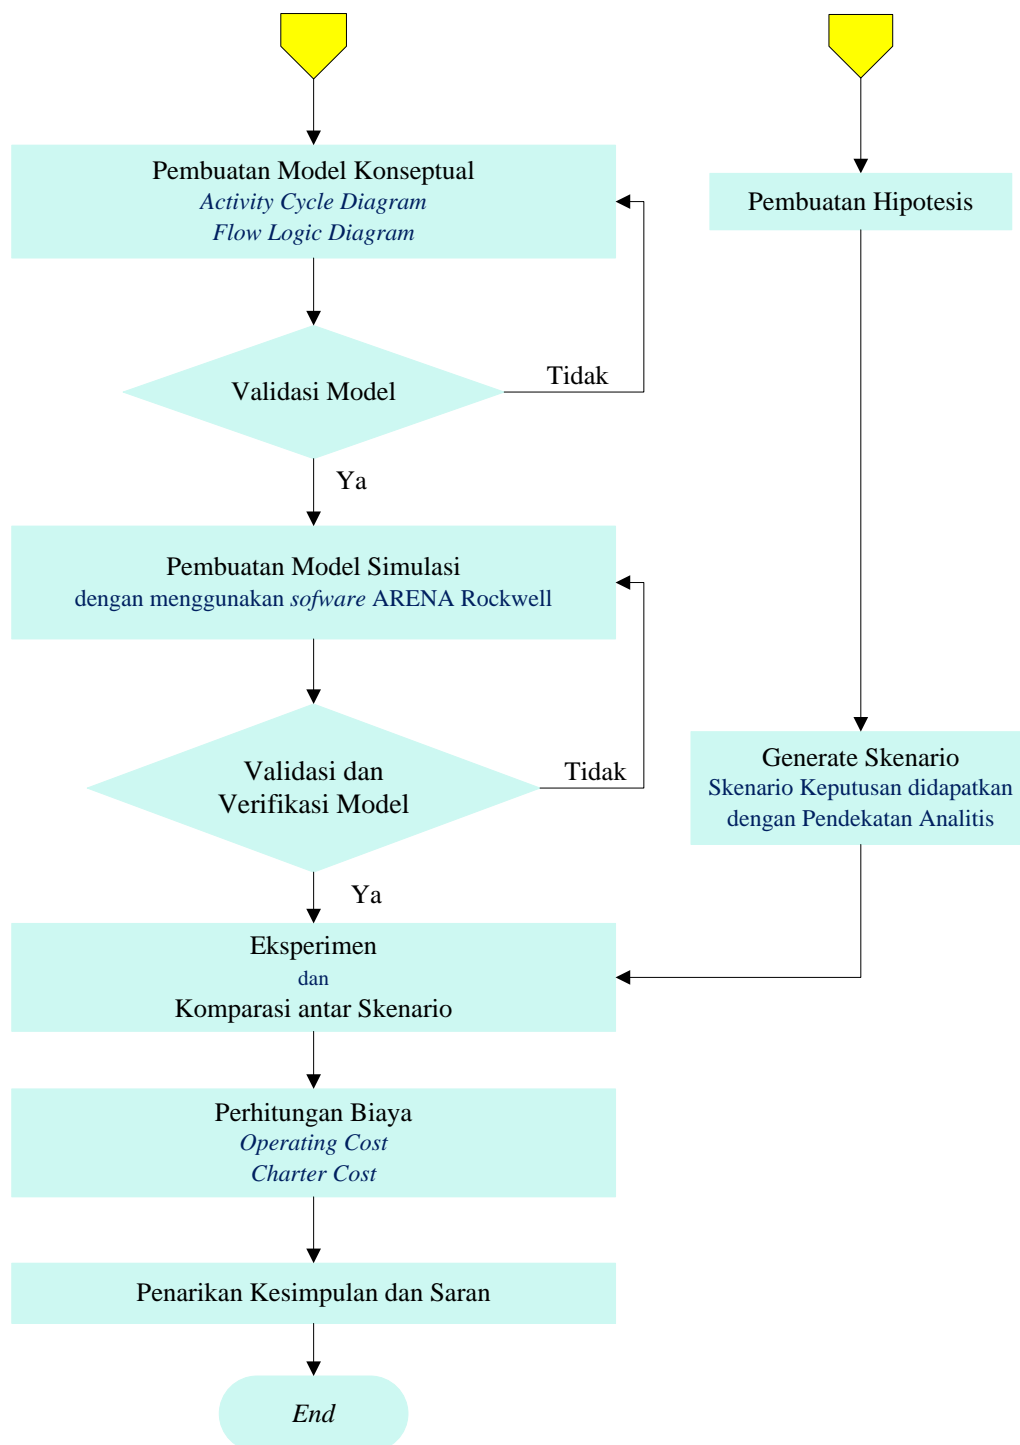 Pembuatan Model Konseptual
Activity Cycle Diagram
Flow Logic Diagram
Pembuatan Hipotesis
Validasi Model
Tidak
Ya
Pembuatan Model Simulasi
dengan menggunakan sofware ARENA Rockwell
Validasi dan
Verifikasi Model
Tidak
Generate Skenario
Skenario Keputusan didapatkan
dengan Pendekatan Analitis
Ya
Eksperimen
dan
Komparasi antar Skenario
Perhitungan Biaya
Operating Cost
Charter Cost
Penarikan Kesimpulan dan Saran
End